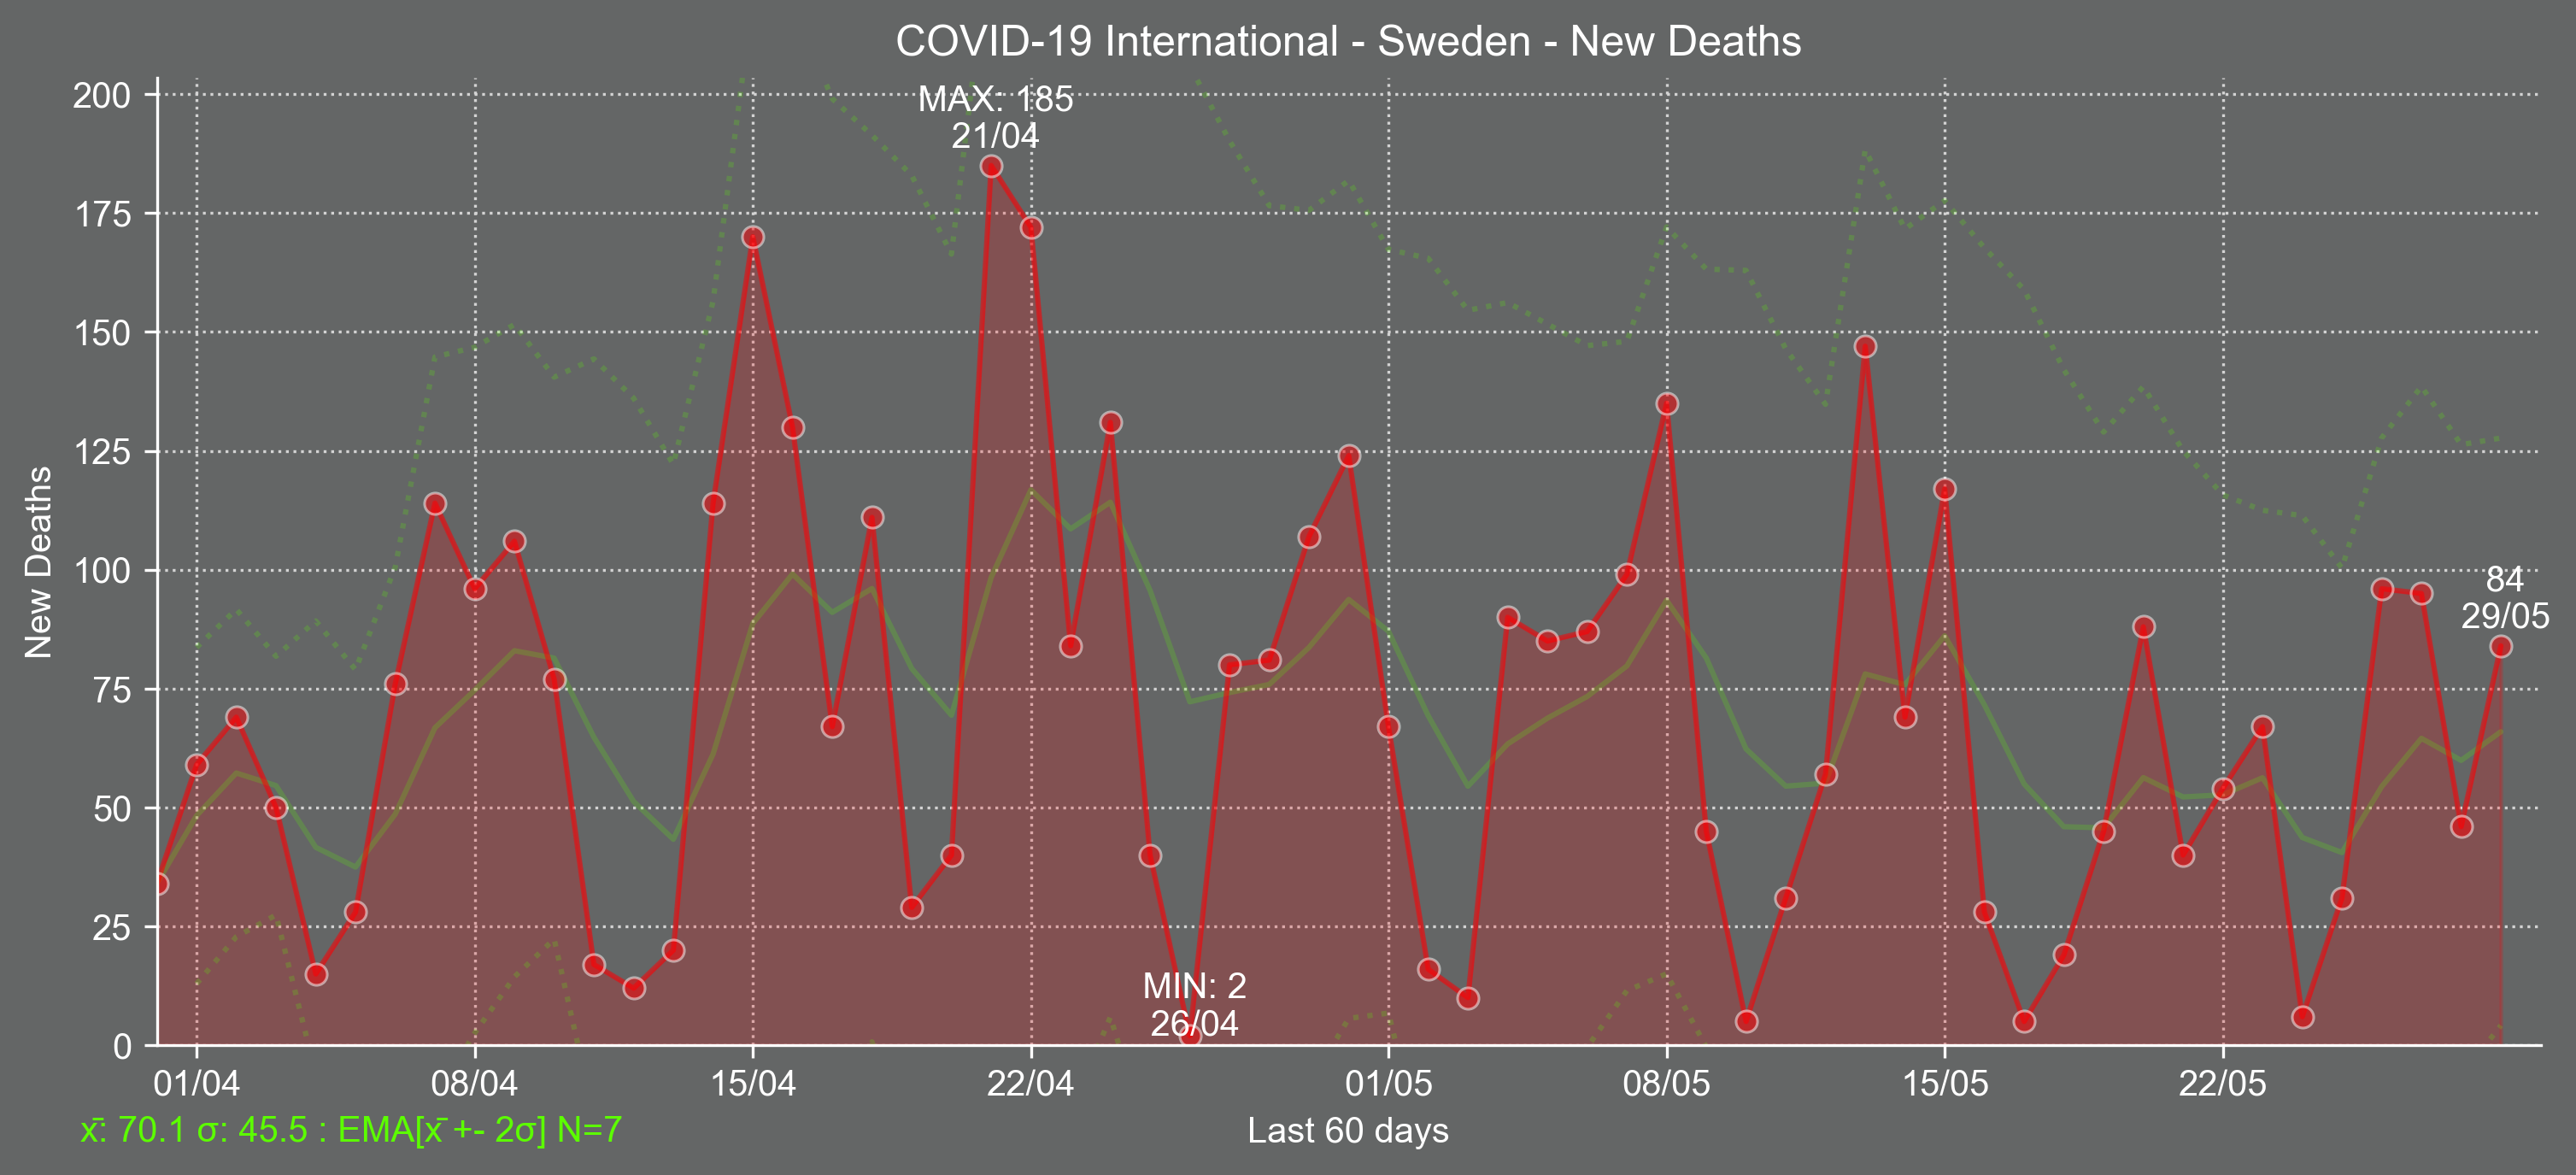 COVID-19 International - Sweden - New Deaths
New Deaths
200
175
150
125
100
75
50
25
0
MAX: 185
21/04
MIN: 2
26/04
84
29/05
01/04 08/04 15/04 22/04 01/05 08/05 15/05 22/05
x̄: 70.1 σ: 45.5 : EMA[x̄ +- 2σ] N=7
Last 60 days